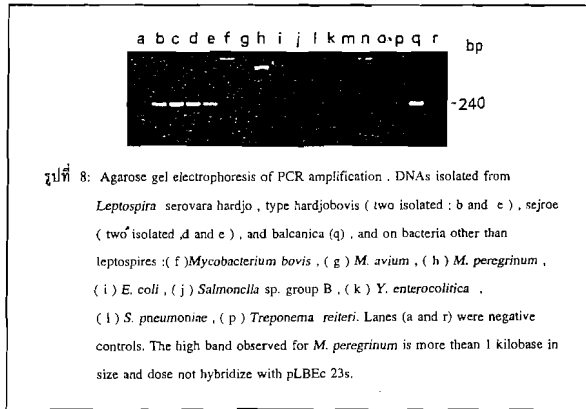 a b c d e f g h i j l k m n o p q r bp
-240
รูปที่ 8: Agarose gel electrophoresis of PCR amplification . DNAs isolated from
Leptospira serovara hardjo , type hardjobovis ( two isolated ; b and e ) , sejroe
( two isolated ,d and e ) , and balcanica (q) , and on bacteria other than
leptospires :( f )Mycobacterium bovis , ( g ) M. avium , ( h ) M. peregrinum ,
( i ) E. coli , ( j ) Salmonella sp. group B , ( k ) Y. enterocolitica ,
( l ) S. pneumoniae , ( p ) Treponema reiteri. Lanes (a and r) were negative
controls. The high band observed for M. peregrinum is more thean 1 kilobase in
size and dose not hybridize with pLBEc 23s.